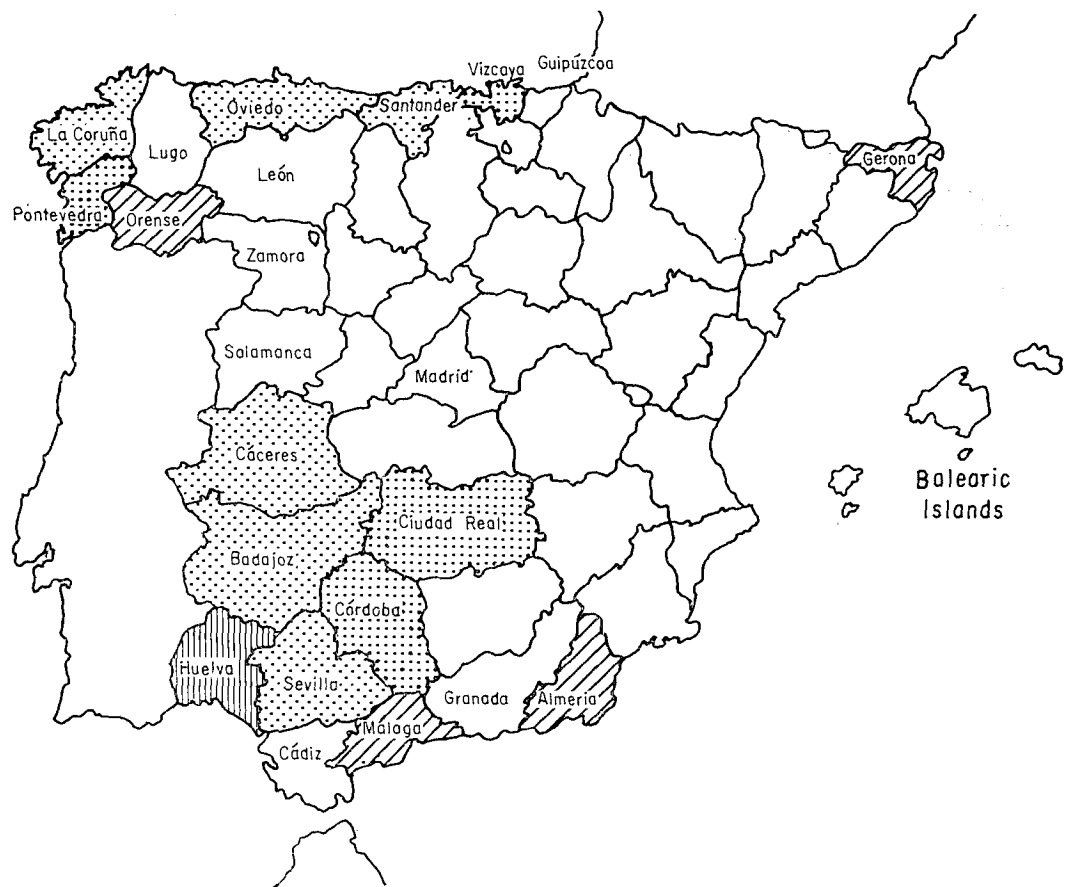 Vizcaya
Guipúzcoa
La Coruña
Lugo
Oviedo
Santander
León
Gerona
Pontevedra
Orense
Zamora
Salamanca
Madrid
Cáceres
Balearic
Islands
Ciudad Real
Badajoz
Córdoba
Huelva
Sevilla
Granada
Almería
Málaga
Cádiz